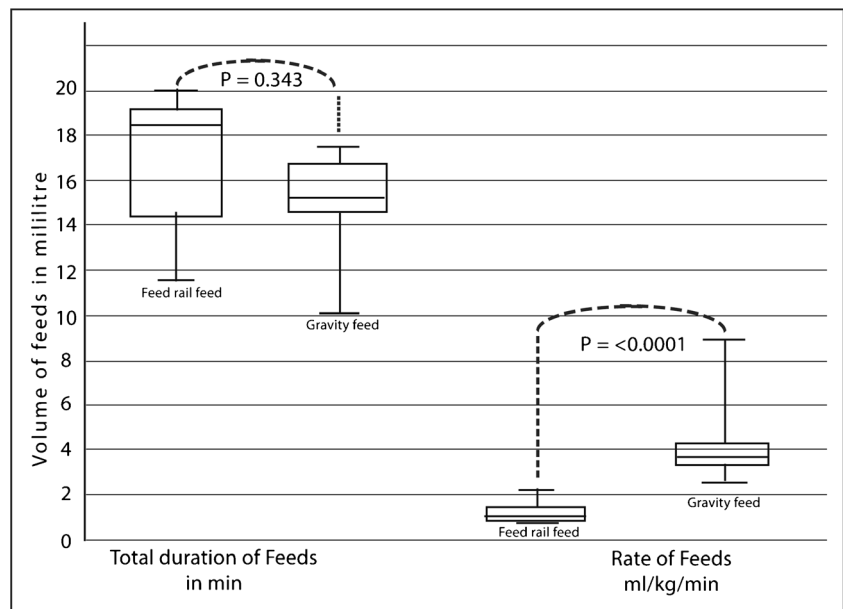 Volume of feeds in mililitre
20
18
16
14
12
10
8
6
4
2
0
P = 0.343
Feed rail feed
Gravity feed
P = <0.0001
Gravity feed
Feed rail feed
Total duration of Feeds
in min
Rate of Feeds
ml/kg/min